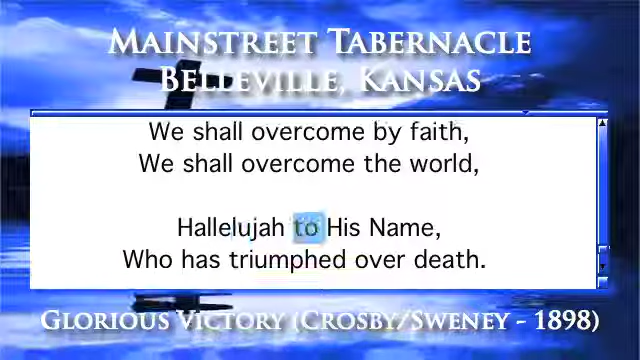 Mainstreet Tabernacle
Belleville, Kansas
We shall overcome by faith,
We shall overcome the world,
Hallelujah to His Name,
Who has triumphed over death.
Glorious Victory (Crosby/Sweney - 1898)